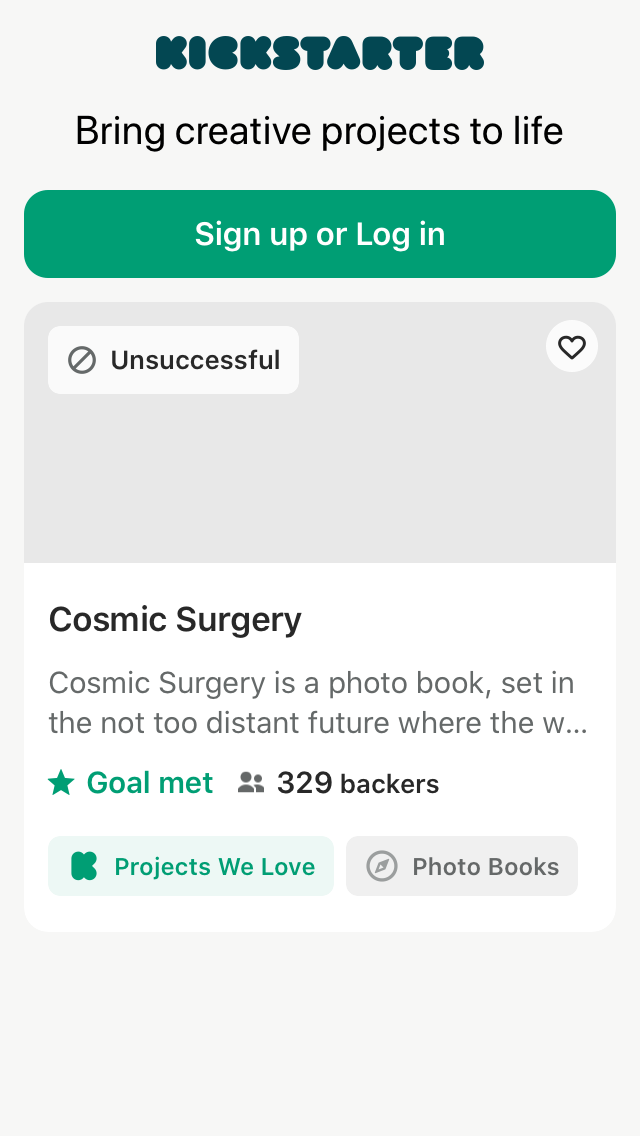 KICKSTARTER
Bring creative projects to life
Sign up or Log in
Unsuccessful
Cosmic Surgery
Cosmic Surgery is a photo book, set in
the not too distant future where the w...
Goal met 329 backers
Projects We Love Photo Books